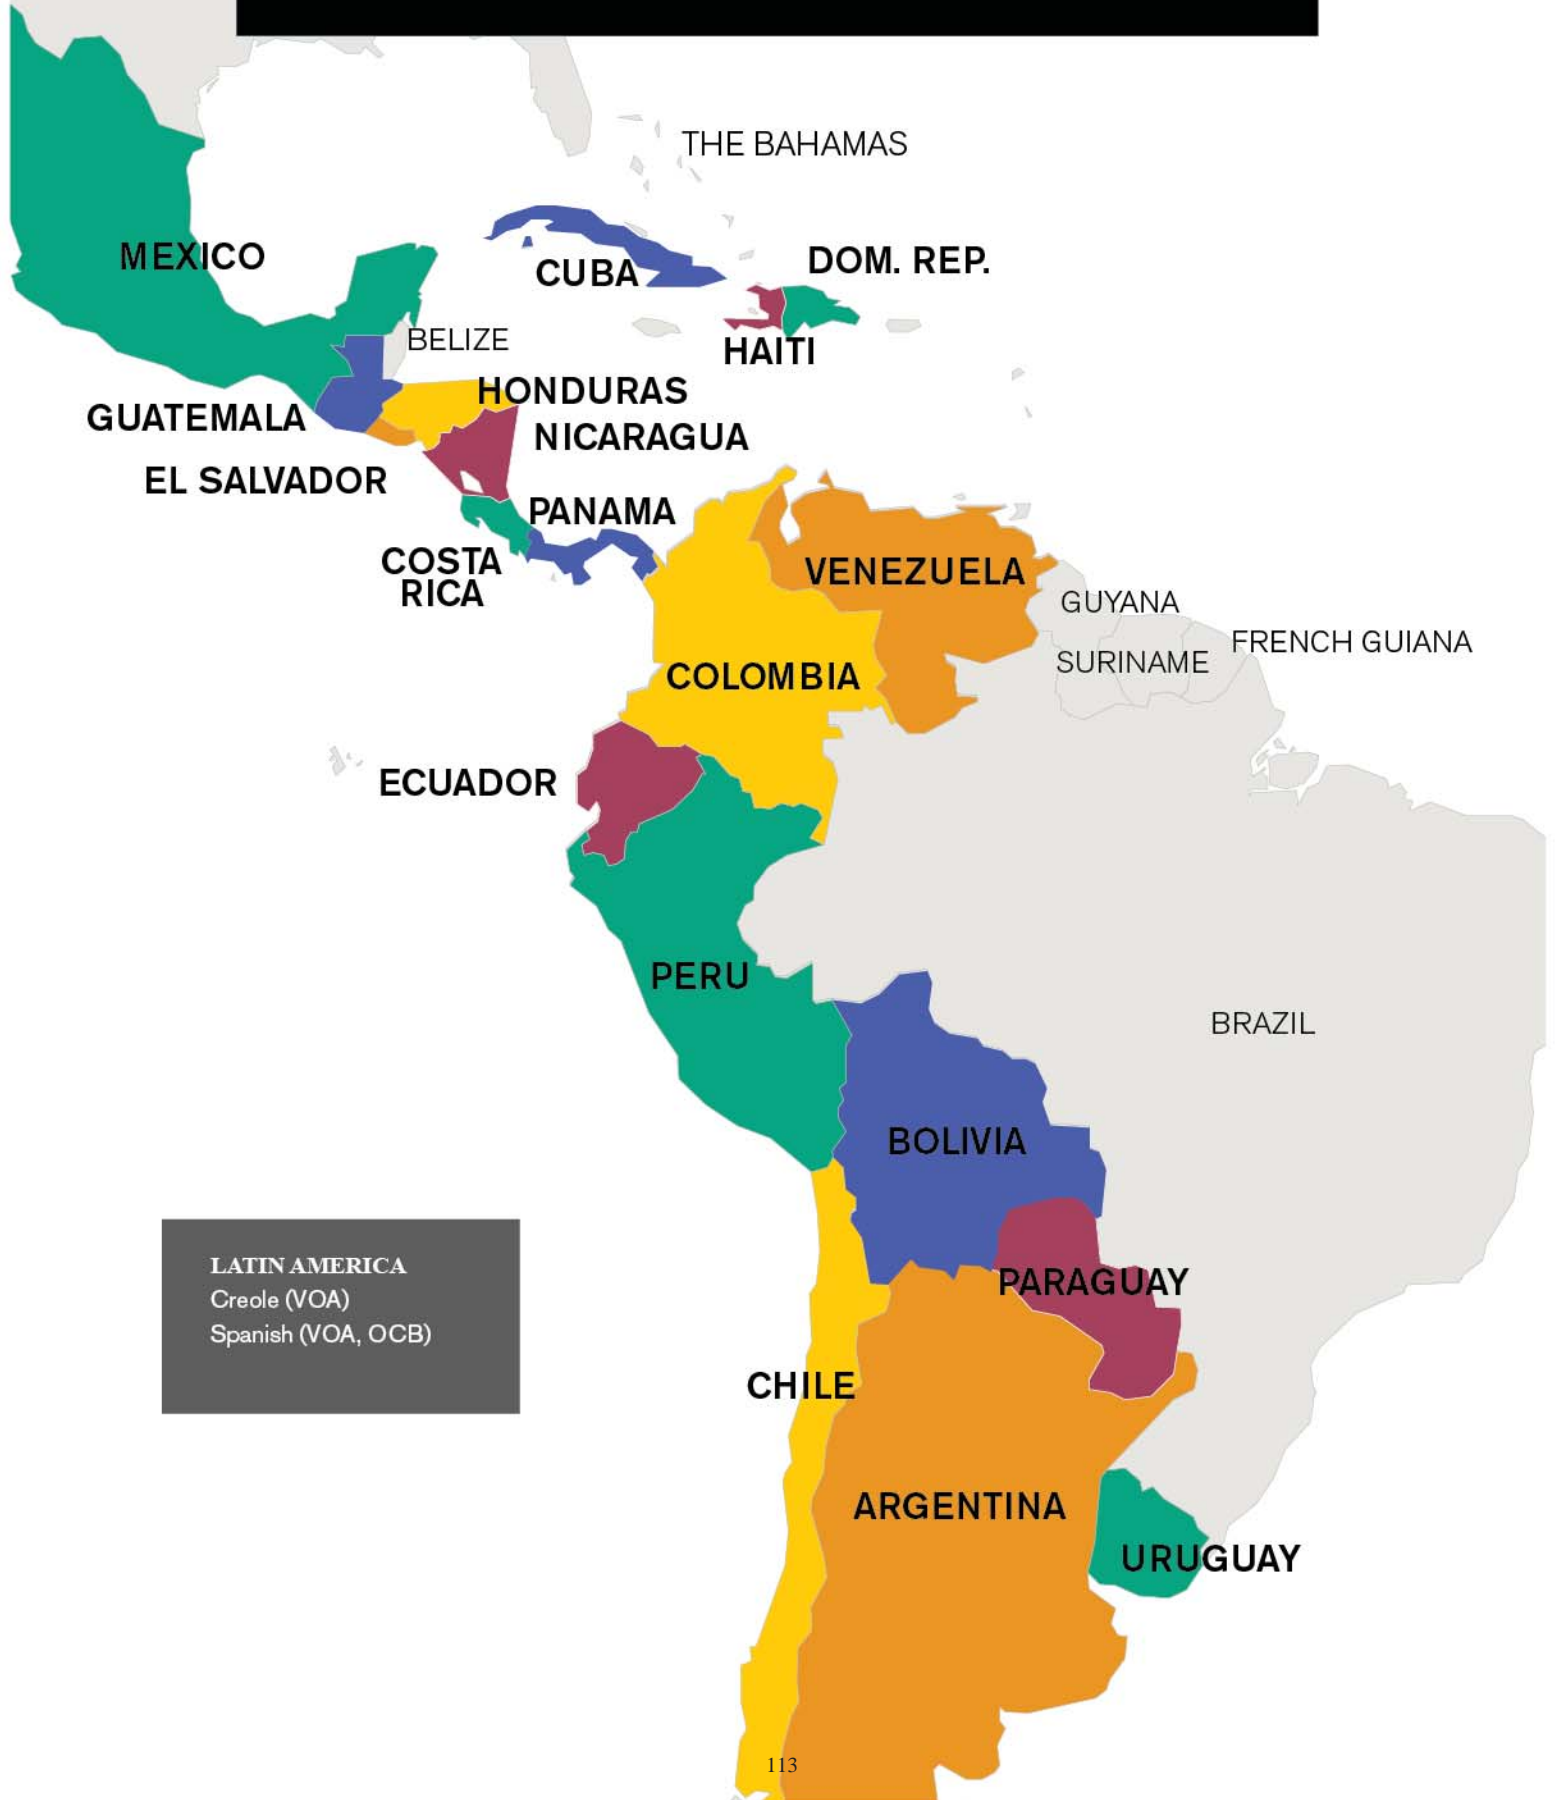 THE BAHAMAS
MEXICO
CUBA
DOM. REP.
BELIZE
HAITI
HONDURAS
GUATEMALA
NICARAGUA
EL SALVADOR
PANAMA
COSTA
RICA
VENEZUELA
GUYANA
FRENCH GUIANA
SURINAME
COLOMBIA
ECUADOR
PERU
BRAZIL
BOLIVIA
LATIN AMERICA
Creole (VOA)
Spanish (VOA, OCB)
PARAGUAY
CHILE
ARGENTINA
URUGUAY
113